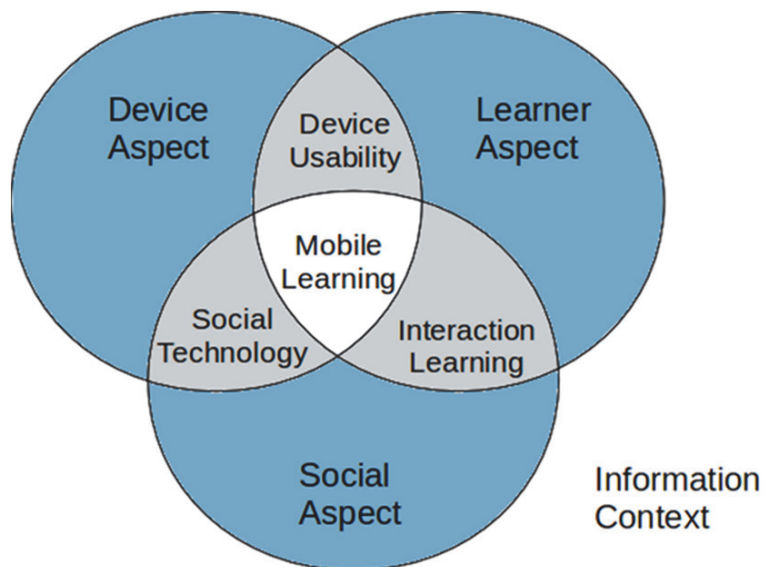 Device
Aspect
Learner
Aspect
Device
Usability
Mobile
Learning
Social
Technology
Interaction
Learning
Social
Aspect
Information
Context